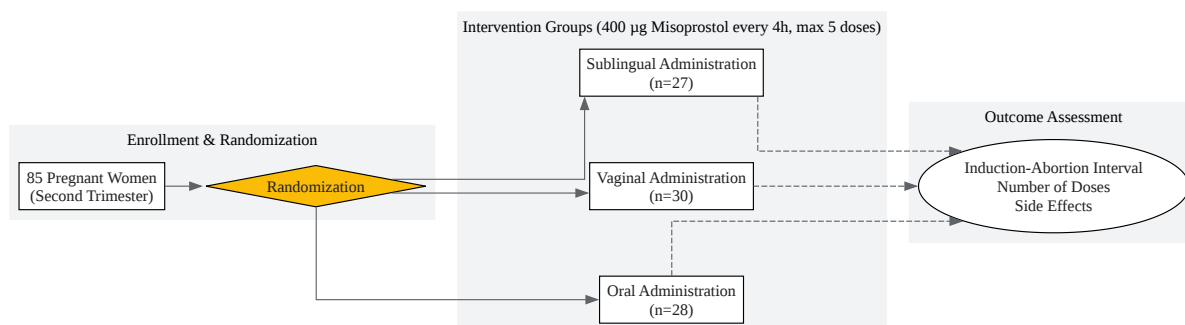 Enrollment & Randomization
85 Pregnant Women
(Second Trimester)
Randomization
Intervention Groups (400 µg Misoprostol every 4h, max 5 doses)
Sublingual Administration
(n=27)
Vaginal Administration
(n=30)
Oral Administration
(n=28)
Outcome Assessment
Induction-Abortion Interval
Number of Doses
Side Effects